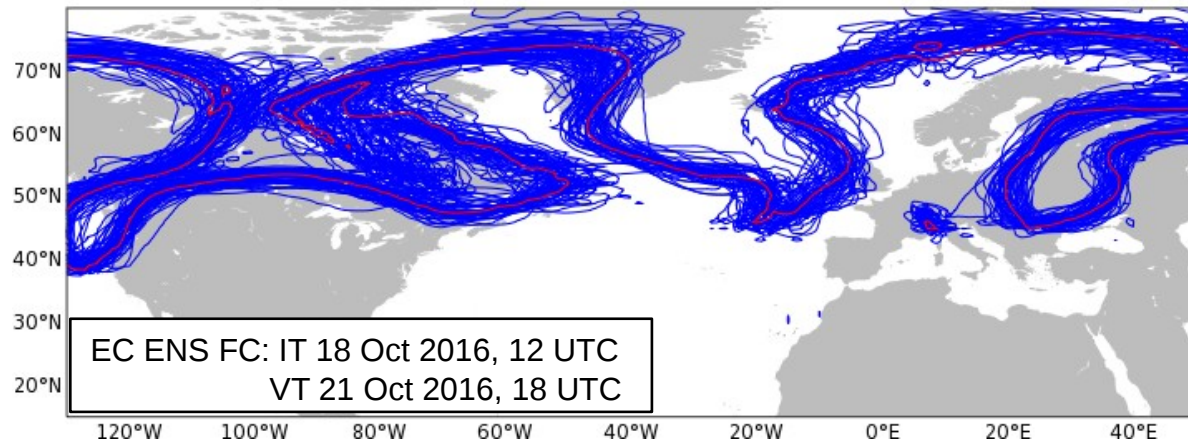 70°N
60°N
50°N
40°N
30°N
20°N
EC ENS FC: IT 18 Oct 2016, 12 UTC
VT 21 Oct 2016, 18 UTC
120°W 100°W 80°W 60°W 40°W 20°W 0°E 20°E 40°E